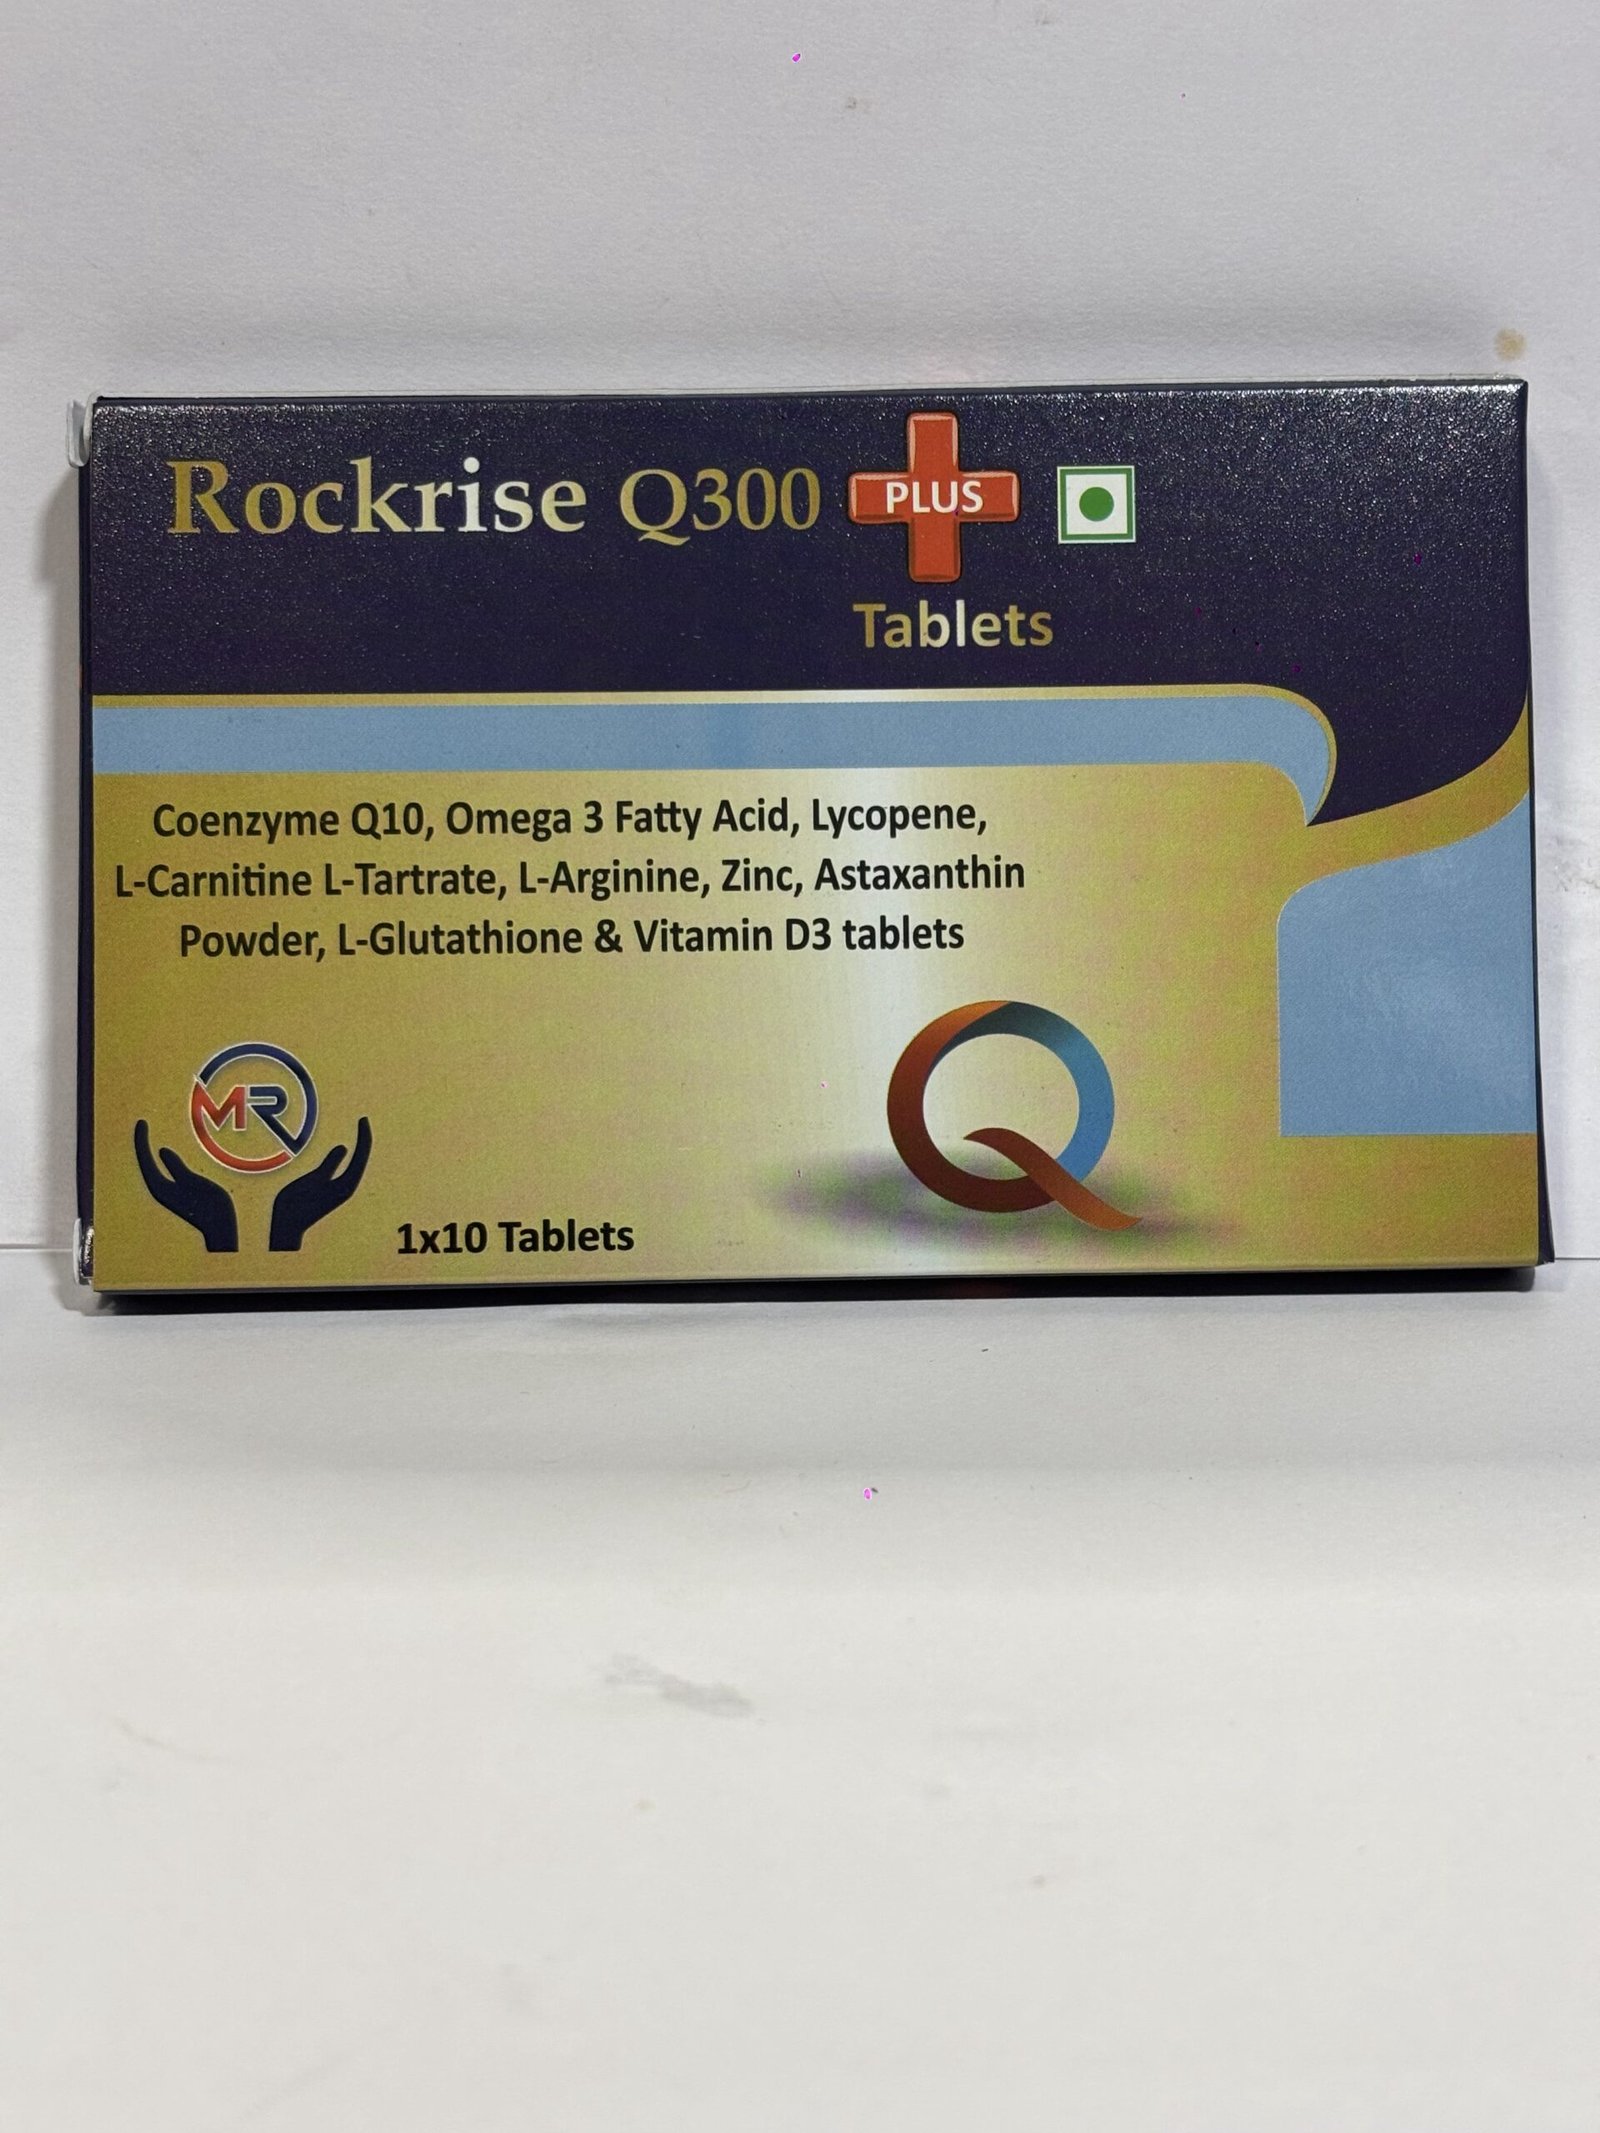 Rockrise Q300 PLUS
Tablets
Coenzyme Q10, Omega 3 Fatty Acid, Lycopene,
L-Carnitine L-Tartrate, L-Arginine, Zinc, Astaxanthin
Powder, L-Glutathione & Vitamin D3 tablets
MR
1x10 Tablets
Q